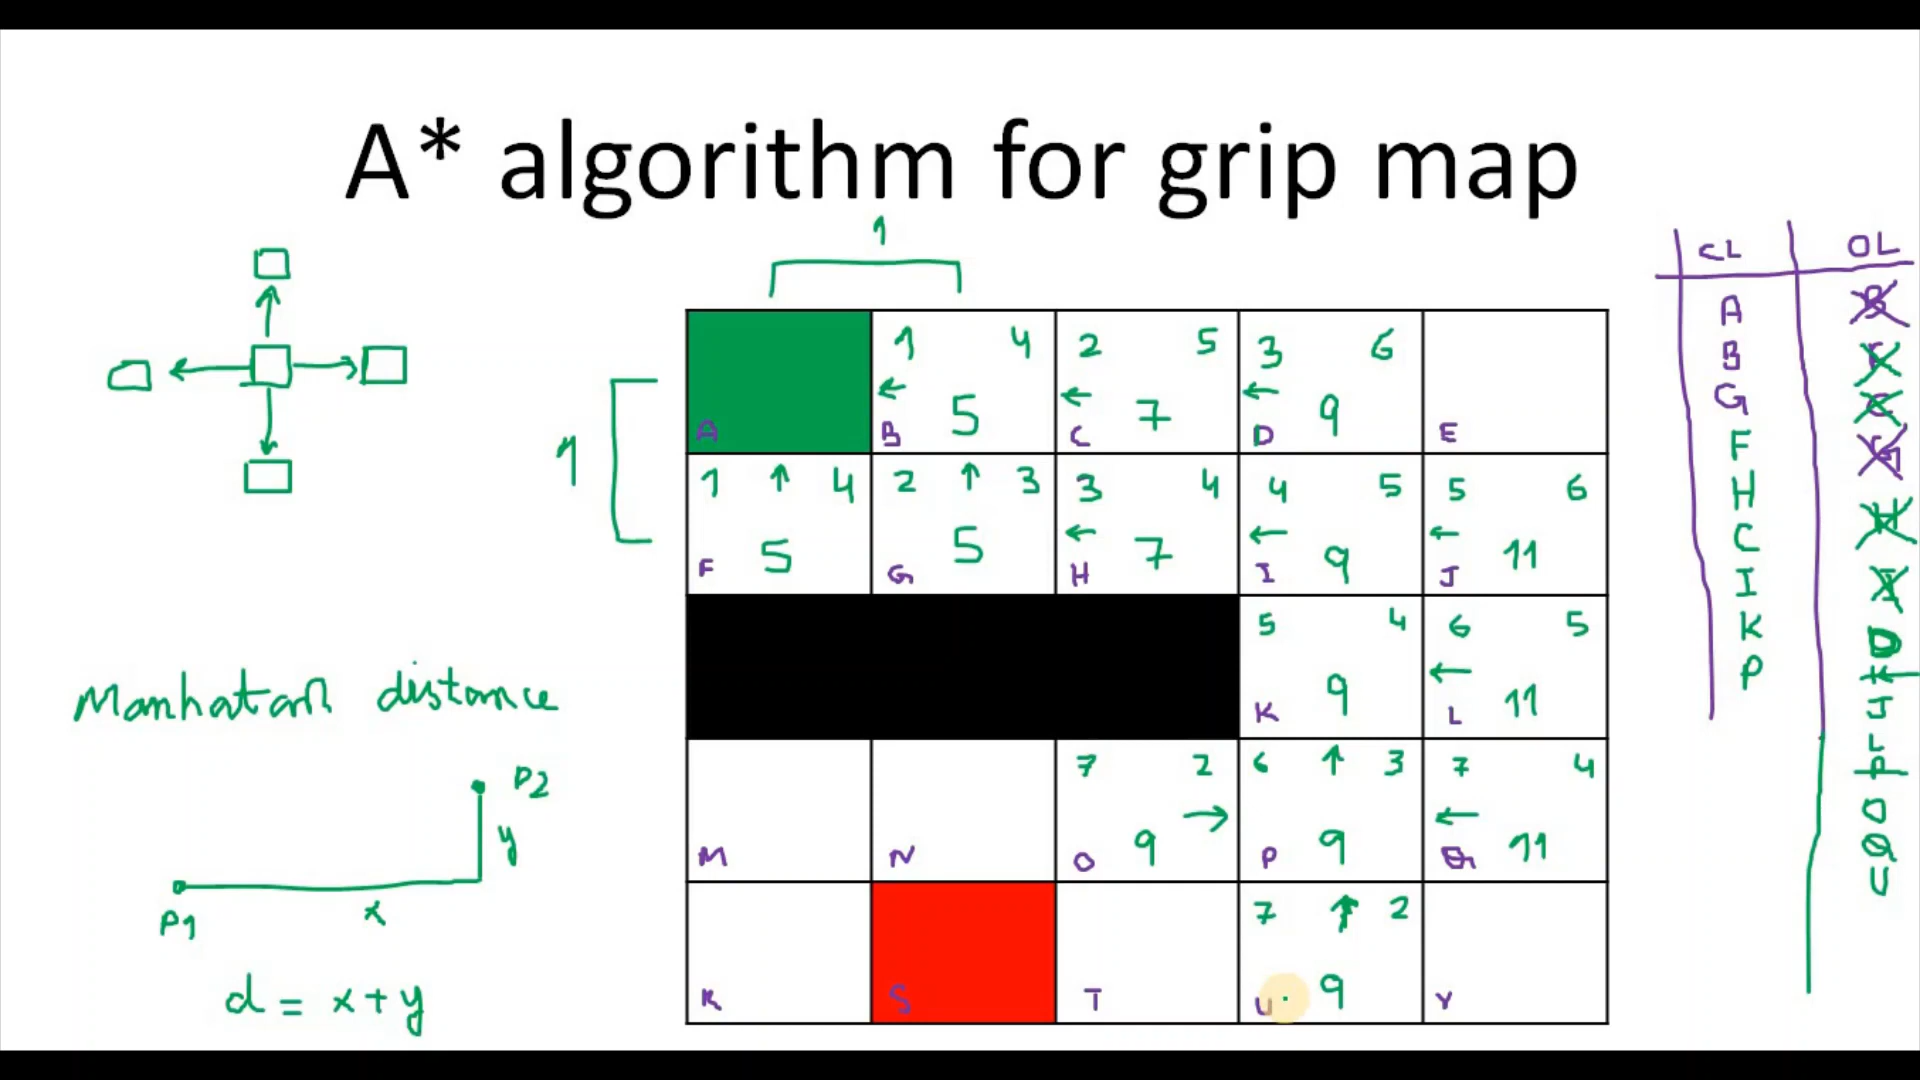 A* algorithm for grip map
1
CL OL
A B
B F
G C
F G
H H
C I
I D
K K
P J
L
P
O
Q
U
1
A
1 4
B 5
2 5
C 7
3 6
D 9
E
1 4
F 5
2 3
G 5
3 4
H 7
4 5
I 9
5 6
J 11
5 4
K 9
6 5
L 11
M
N
7 2
O 9
6 3
P 9
7 4
11
S
T
7 2
U 9
Manhatan distance
P2
y
P1
x
d = x+y